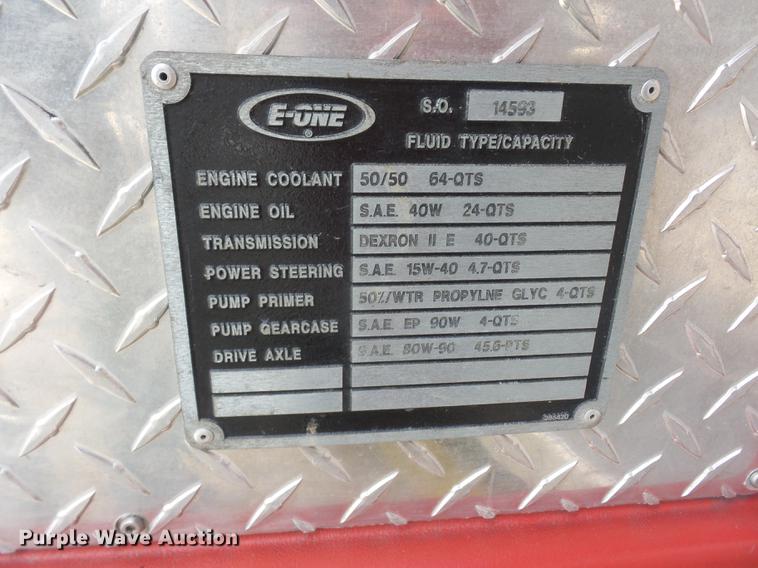 E-ONE
®
S.O. 14593
FLUID TYPE/CAPACITY
ENGINE COOLANT 50/50 64-QTS
ENGINE OIL S.A.E. 40W 24-QTS
TRANSMISSION DEXRON II E 40-QTS
POWER STEERING S.A.E. 15W-40 4.7-QTS
PUMP PRIMER 50%/WTR PROPYLNE GLYC 4-QTS
PUMP GEARCASE S.A.E. EP 90W 4-QTS
DRIVE AXLE S.A.E. 80W-90 45.6-PTS
Purple Wave Auction